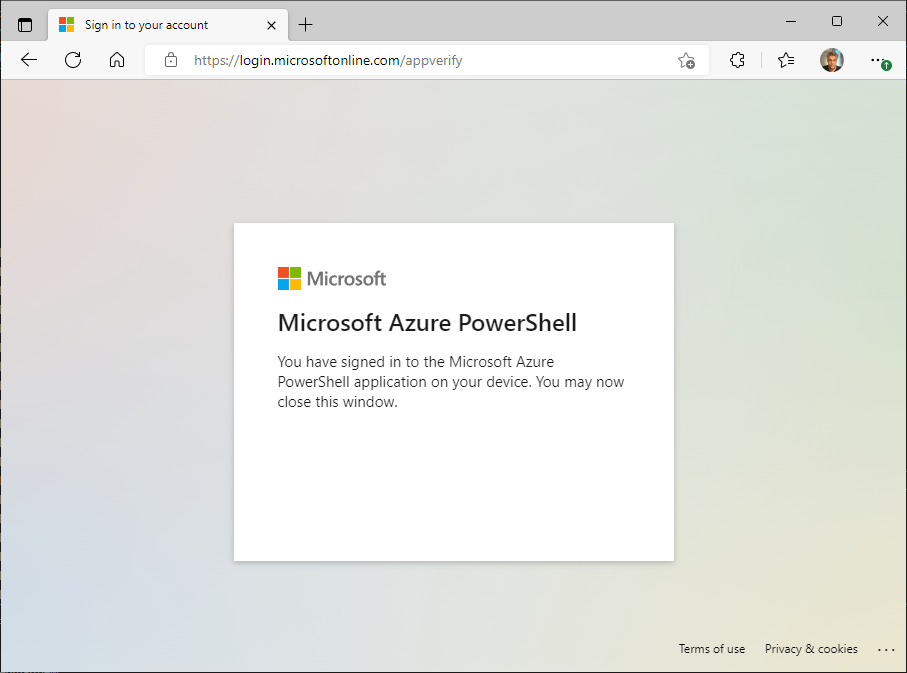 Sign in to your account
https://login.microsoftonline.com/appverify
Microsoft
Microsoft Azure PowerShell
You have signed in to the Microsoft Azure
PowerShell application on your device. You may now
close this window.
Terms of use Privacy & cookies ...